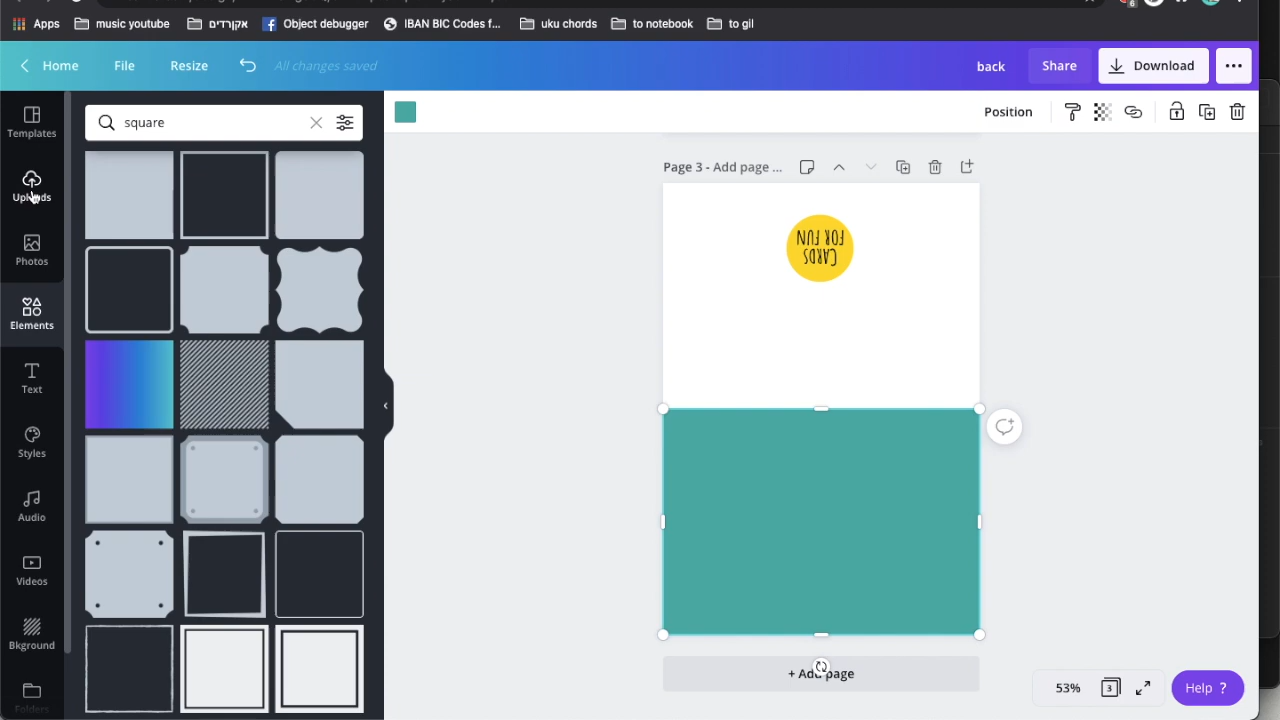 Apps
music youtube
אקורדים
Object debugger
IBAN BIC Codes f...
uku chords
to notebook
to gil
Home
File
Resize
All changes saved
back
Share
Download
Templates
square
Position
Uploads
Page 3 - Add page ...
Photos
CARDS
FOR FUN
Elements
Text
Styles
Audio
Videos
Bkground
Folders
+ Add page
53%
3
Help ?